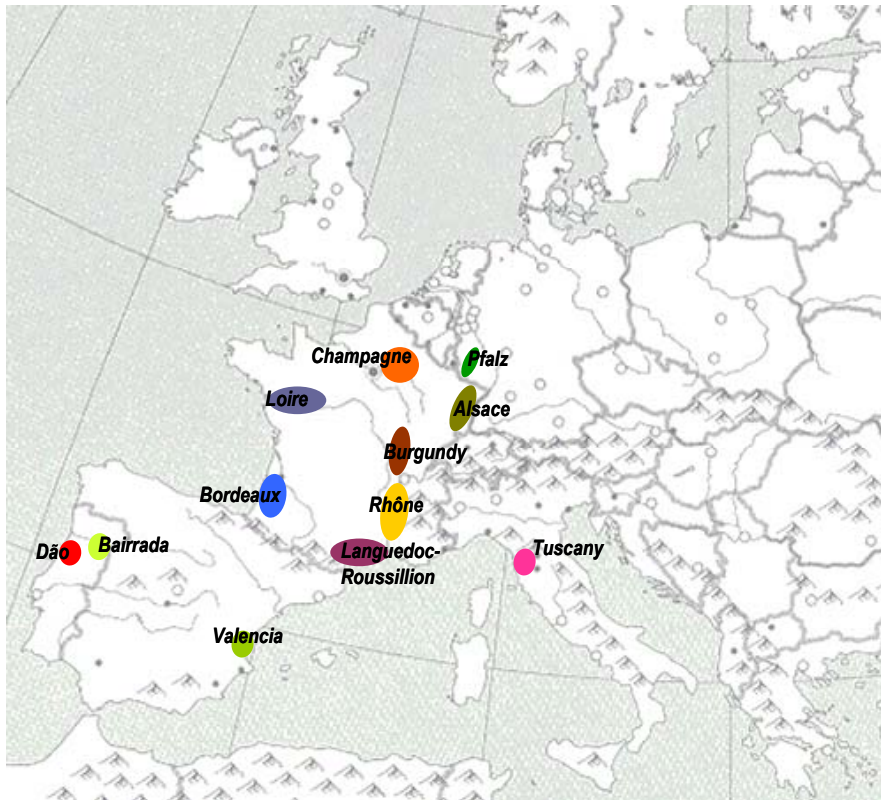 Champagne
Pfalz
Loire
Alsace
Burgundy
Bordeaux
Rhône
Dão
Bairrada
Languedoc-
Roussillion
Tuscany
Valencia